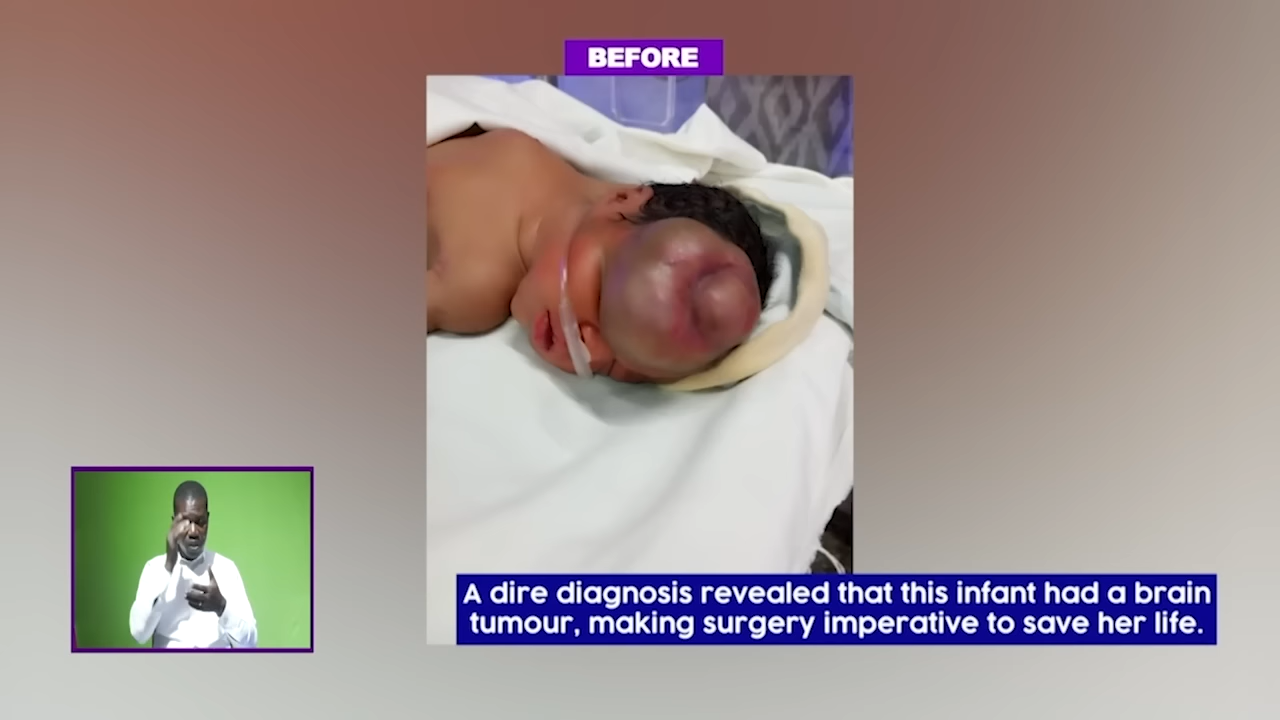 BEFORE
A dire diagnosis revealed that this infant had a brain
tumour, making surgery imperative to save her life.